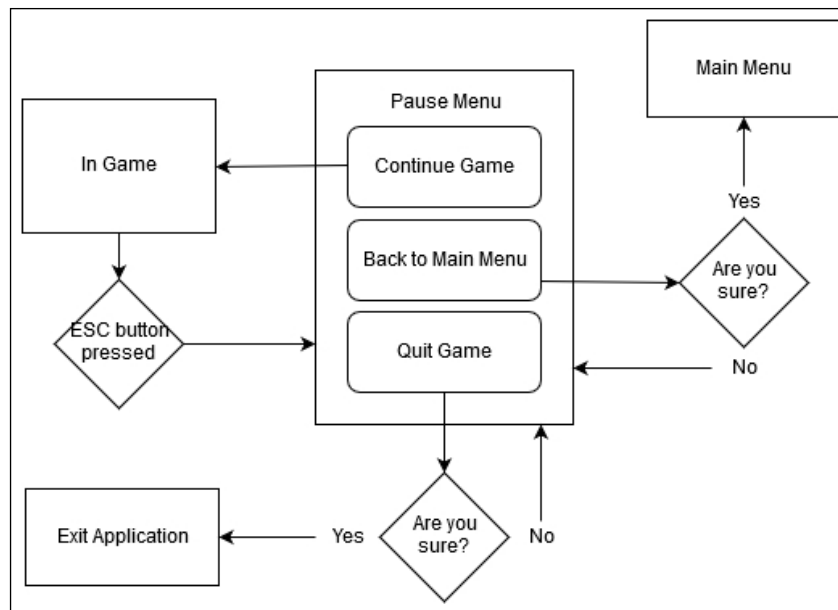 Main Menu
Pause Menu
In Game
Continue Game
Yes
Back to Main Menu
Are you
sure?
ESC button
pressed
Quit Game
No
Exit Application
Yes
Are you
sure?
No